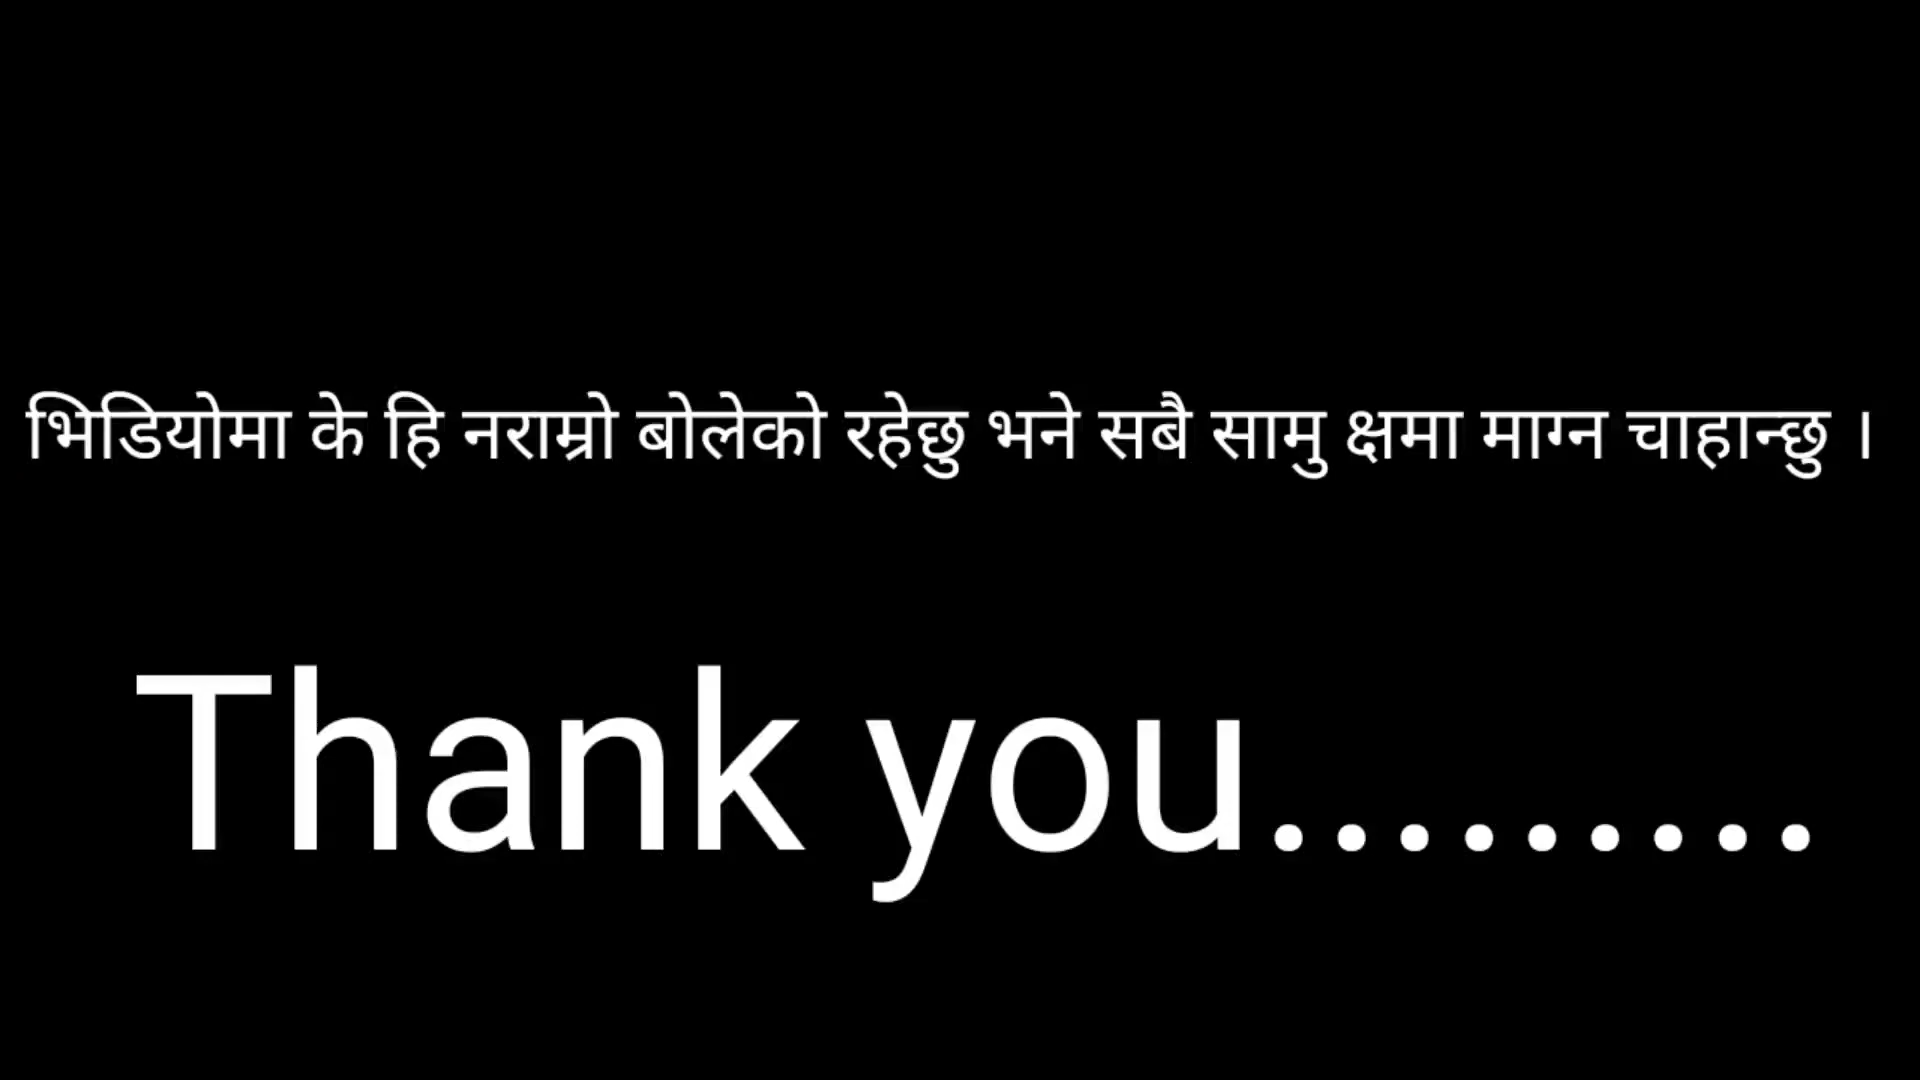 भिडियोमा के हि नराम्रो बोलेको रहेछु भने सबै सामु क्षमा माग्न चाहान्छु ।
Thank you.........